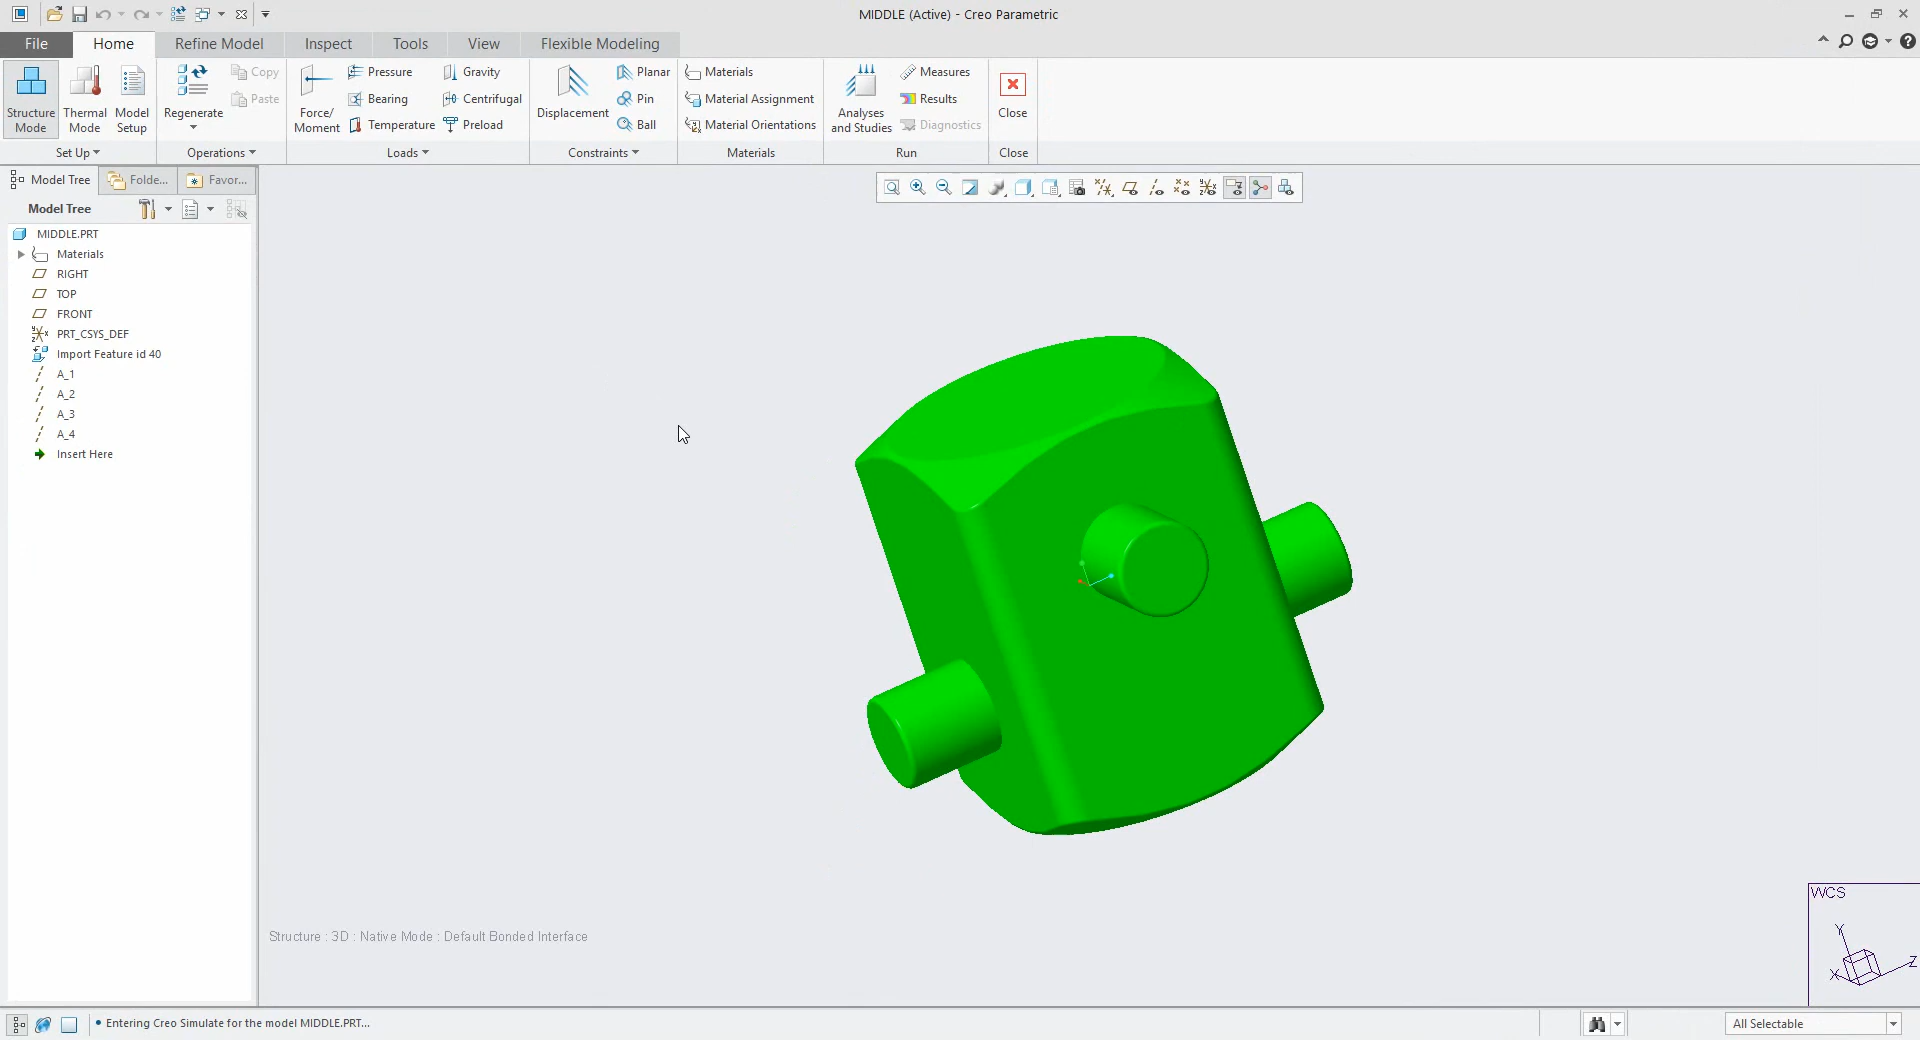 MIDDLE (Active) - Creo Parametric
File Home Refine Model Inspect Tools View Flexible Modeling
Structure Mode
Thermal Mode
Model Setup
Set Up
Regenerate
Copy
Paste
Operations
Force/ Moment
Pressure
Bearing
Temperature
Gravity
Centrifugal
Preload
Loads
Displacement
Planar
Pin
Ball
Constraints
Materials
Material Assignment
Material Orientations
Materials
Analyses and Studies
Measures
Results
Diagnostics
Run
Close
Close
Model Tree Folde... Favor...
Model Tree
MIDDLE.PRT
Materials
RIGHT
TOP
FRONT
PRT_CSYS_DEF
Import Feature id 40
A_1
A_2
A_3
A_4
Insert Here
Structure : 3D : Native Mode : Default Bonded Interface
WCS
Y
X
Z
• Entering Creo Simulate for the model MIDDLE.PRT...
All Selectable